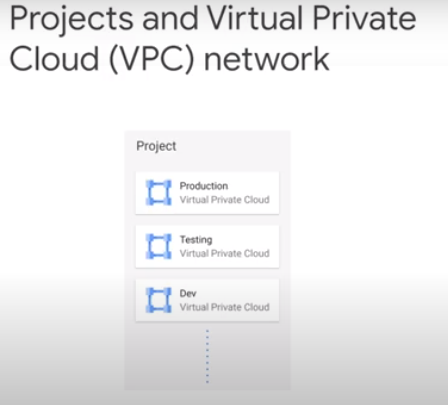 Projects and Virtual Private
Cloud (VPC) network
Project
Production
Virtual Private Cloud
Testing
Virtual Private Cloud
Dev
Virtual Private Cloud